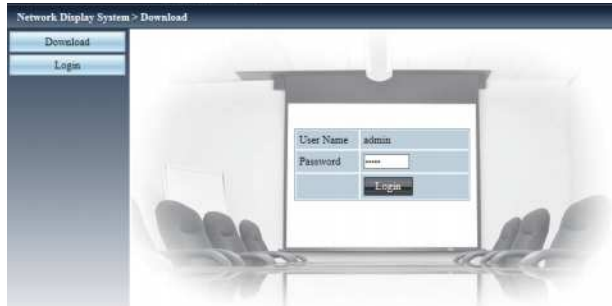 Network Display System > Download
Download
Login
User Name admin
Password •••••
Login